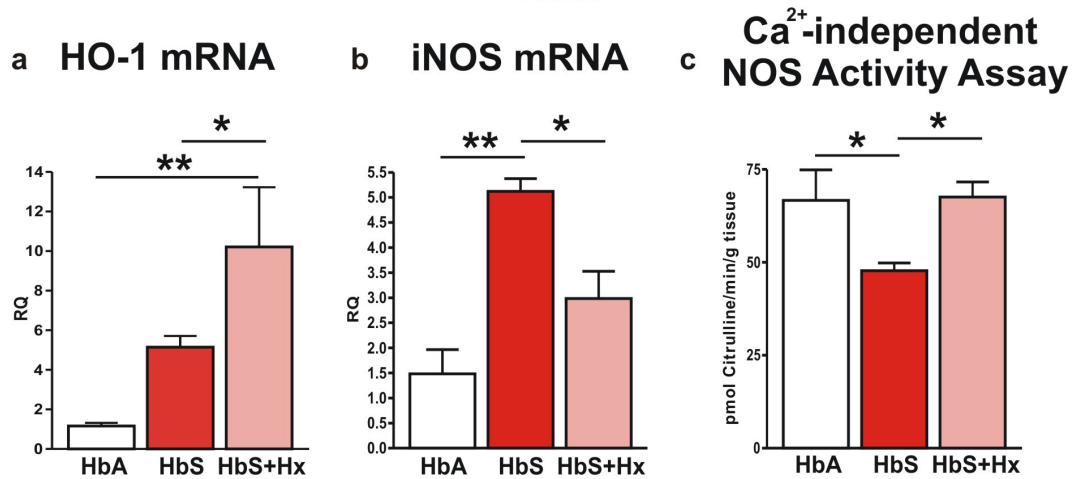 a HO-1 mRNA
*
**
14
12
10
8
6
4
2
0
RQ
HbA HbS HbS+Hx
b iNOS mRNA
** *
5.5
5.0
4.5
4.0
3.5
3.0
2.5
2.0
1.5
1.0
0.5
0.0
RQ
HbA HbS HbS+Hx
c Ca2+-independent
NOS Activity Assay
* *
75
50
25
0
pmol Citrulline/min/g tissue
HbA HbS HbS+Hx